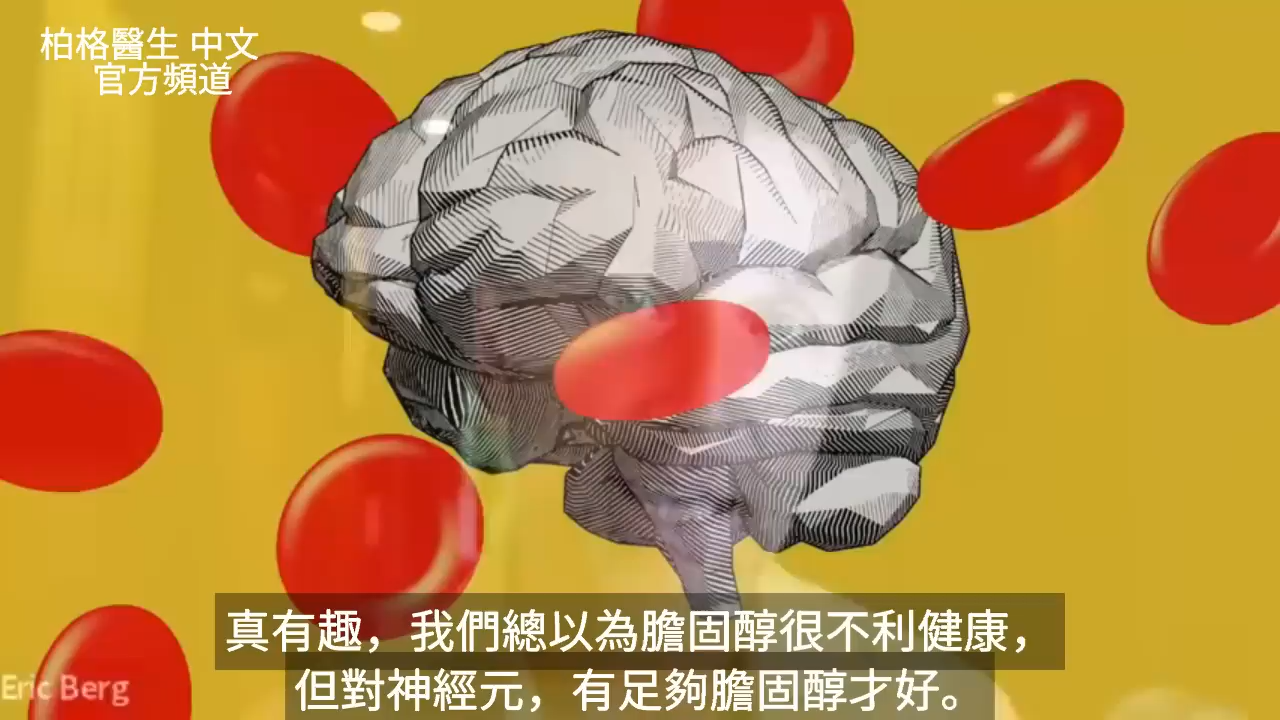 柏格醫生 中文
官方頻道
真有趣，我們總以為膽固醇很不利健康，
但對神經元，有足夠膽固醇才好。
Eric Berg